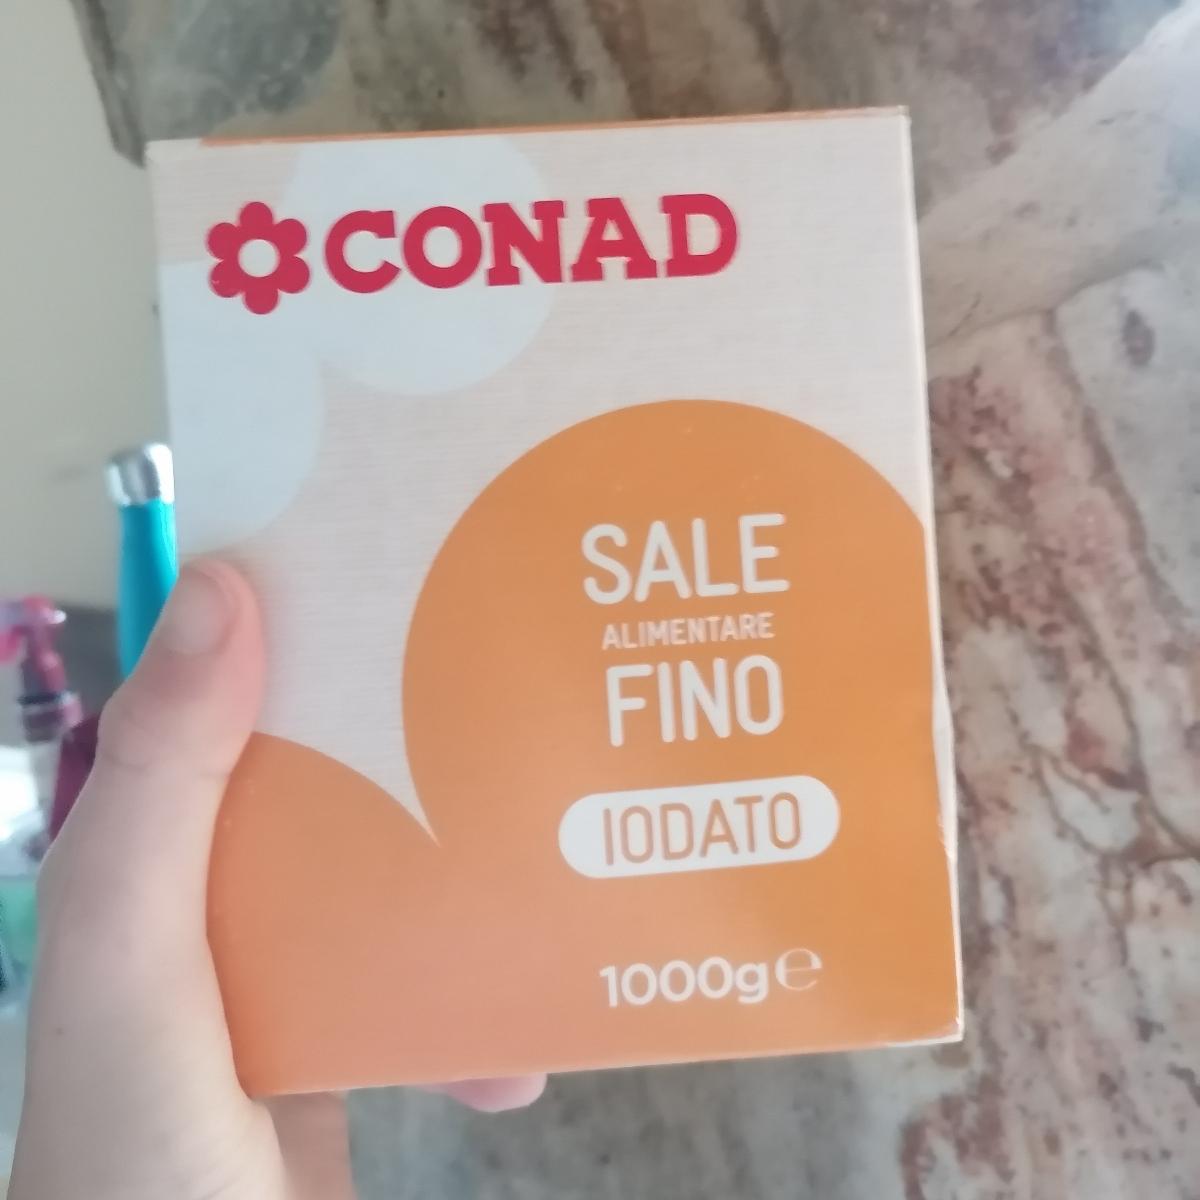 CONAD
SALE
ALIMENTARE
FINO
IODATO
1000g℮